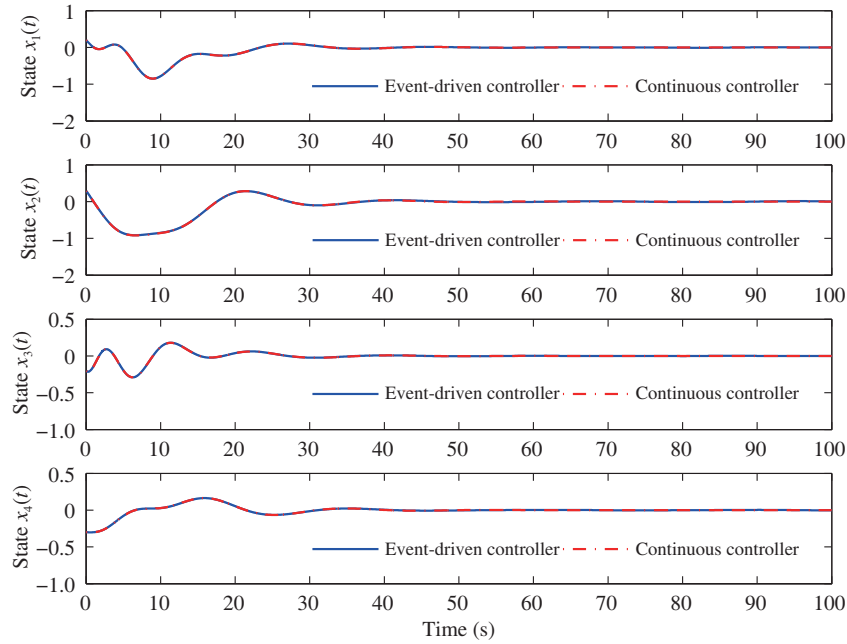 State x₁(t)
1
0
−1
−2
Event-driven controller Continuous controller
0 10 20 30 40 50 60 70 80 90 100
State x₂(t)
1
0
−1
−2
Event-driven controller Continuous controller
0 10 20 30 40 50 60 70 80 90 100
State x₃(t)
0.5
0
−0.5
−1.0
Event-driven controller Continuous controller
0 10 20 30 40 50 60 70 80 90 100
State x₄(t)
0.5
0
−0.5
−1.0
Event-driven controller Continuous controller
0 10 20 30 40 50 60 70 80 90 100
Time (s)